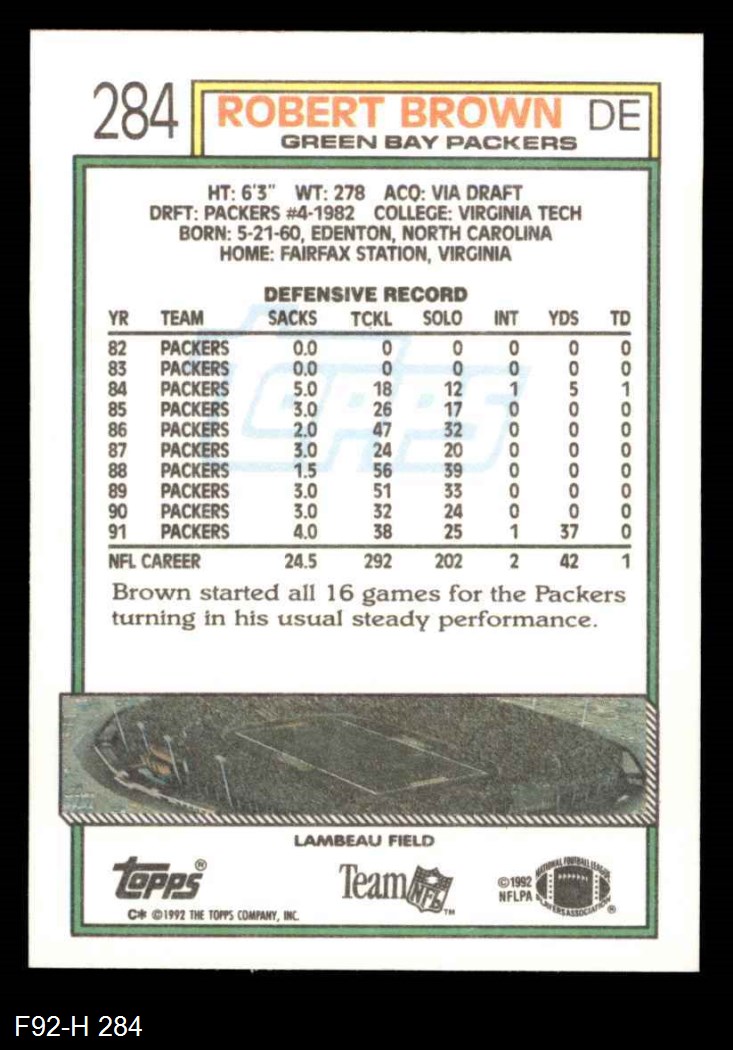 284 ROBERT BROWN DE
GREEN BAY PACKERS
HT: 6'3" WT: 278 ACQ: VIA DRAFT
DRFT: PACKERS #4-1982 COLLEGE: VIRGINIA TECH
BORN: 5-21-60, EDENTON, NORTH CAROLINA
HOME: FAIRFAX STATION, VIRGINIA
DEFENSIVE RECORD
YR TEAM SACKS TCKL SOLO INT YDS TD
82 PACKERS 0.0 0 0 0 0 0
83 PACKERS 0.0 0 0 0 0 0
84 PACKERS 5.0 18 12 1 5 1
85 PACKERS 3.0 26 17 0 0 0
86 PACKERS 2.0 47 32 0 0 0
87 PACKERS 3.0 24 20 0 0 0
88 PACKERS 1.5 56 39 0 0 0
89 PACKERS 3.0 51 33 0 0 0
90 PACKERS 3.0 32 24 0 0 0
91 PACKERS 4.0 38 25 1 37 0
NFL CAREER 24.5 292 202 2 42 1
TOPPS
Brown started all 16 games for the Packers
turning in his usual steady performance.
LAMBEAU FIELD
TOPPS®
Team NFL™
©1992
NFLPA
NATIONAL FOOTBALL LEAGUE
PLAYERS ASSOCIATION ®
C* ©1992 THE TOPPS COMPANY, INC.
F92-H 284